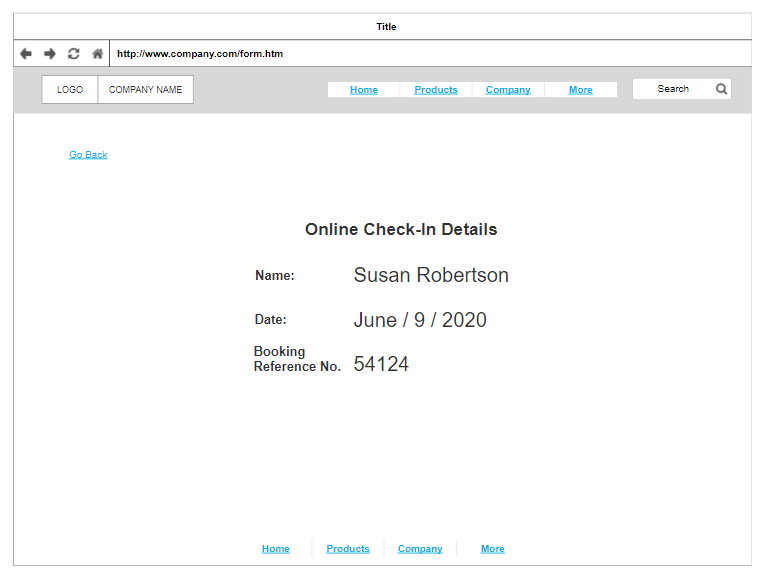 Title
http://www.company.com/form.htm
LOGO COMPANY NAME Home Products Company More Search
Go Back
Online Check-In Details
Name: Susan Robertson
Date: June / 9 / 2020
Booking
Reference No. 54124
Home Products Company More